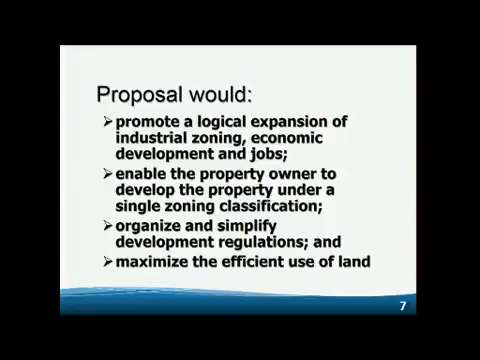 Proposal would:
➢promote a logical expansion of
industrial zoning, economic
development and jobs;
➢enable the property owner to
develop the property under a
single zoning classification;
➢organize and simplify
development regulations; and
➢maximize the efficient use of land
7